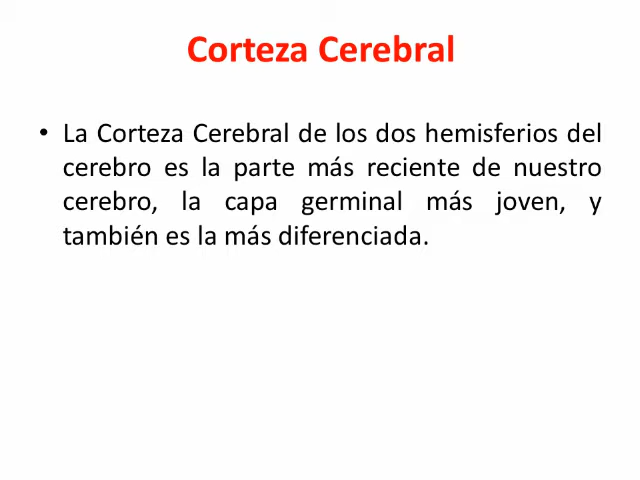 Corteza Cerebral
• La Corteza Cerebral de los dos hemisferios del
cerebro es la parte más reciente de nuestro
cerebro, la capa germinal más joven, y
también es la más diferenciada.